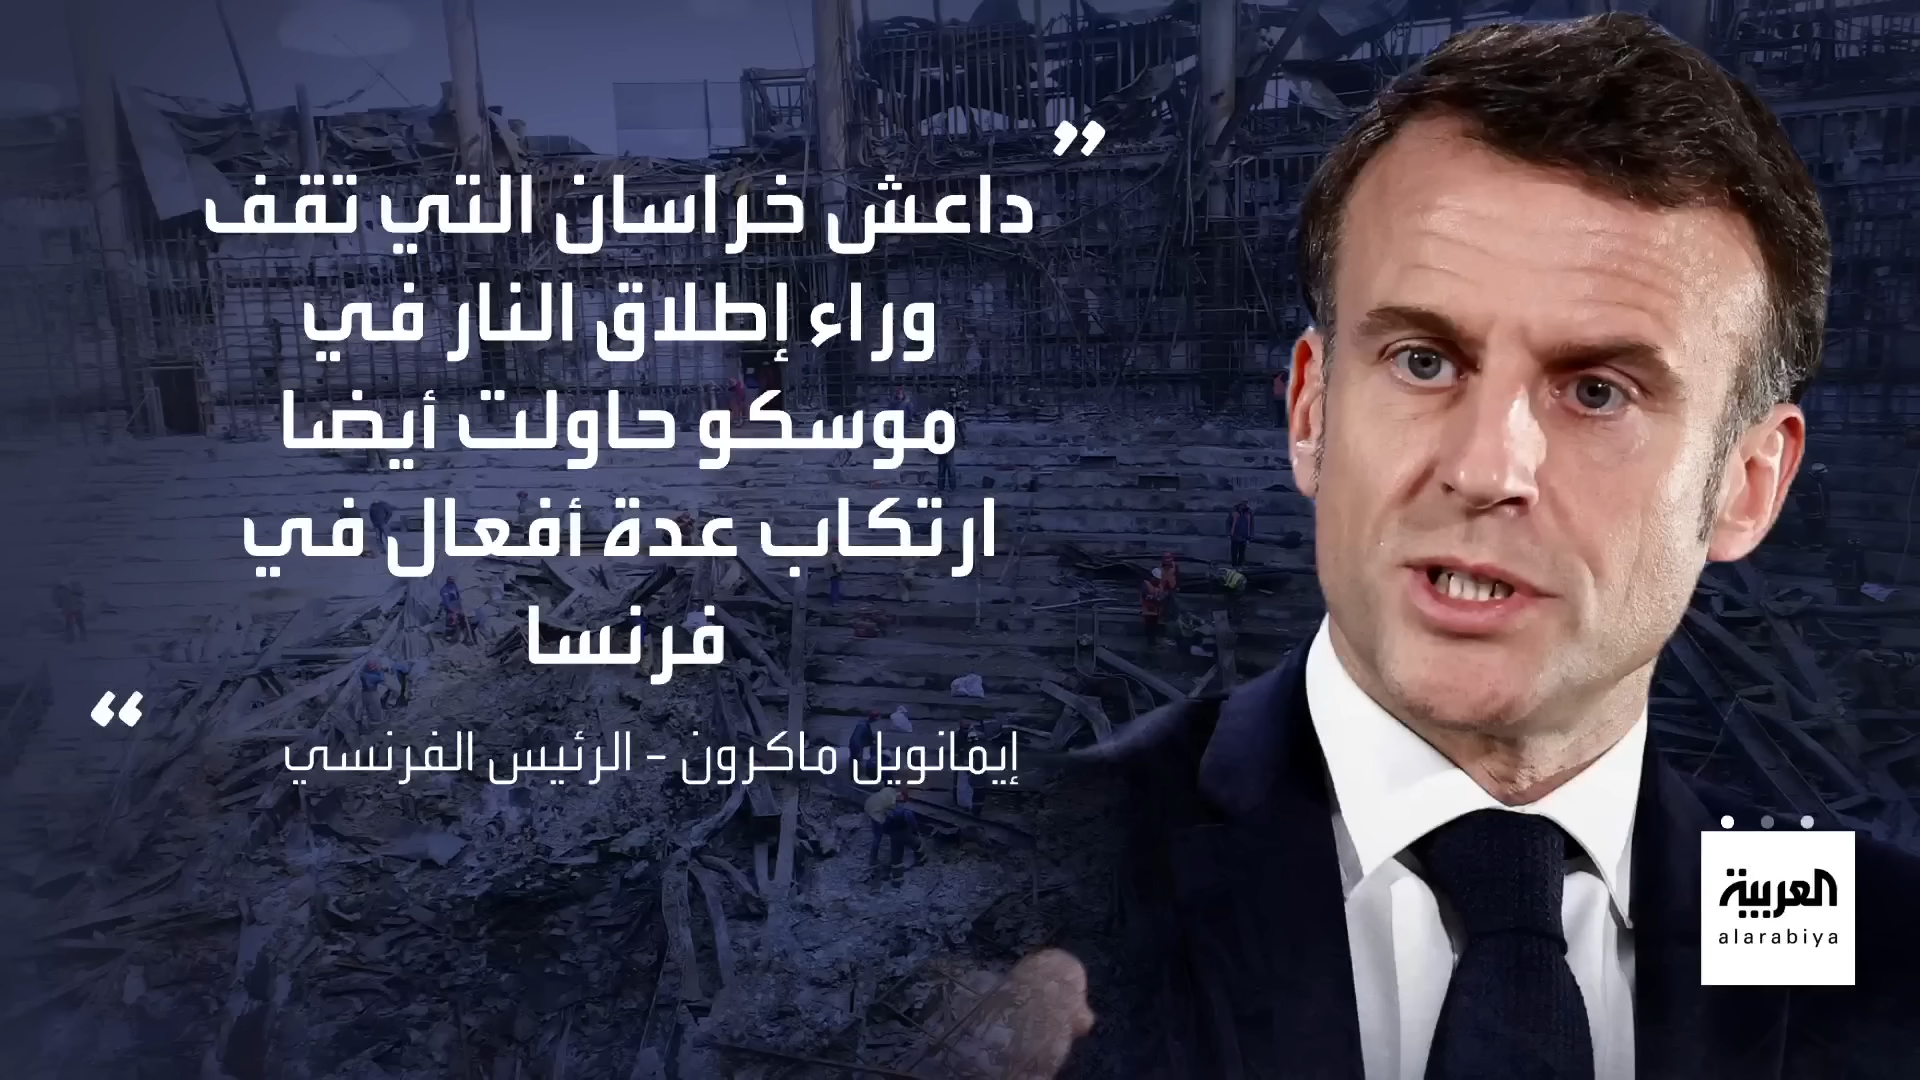 ”
داعش خراسان التي تقف
وراء إطلاق النار في
موسكو حاولت أيضا
ارتكاب عدة أفعال في
فرنسا
“
إيمانويل ماكرون - الرئيس الفرنسي
العربية
alarabiya